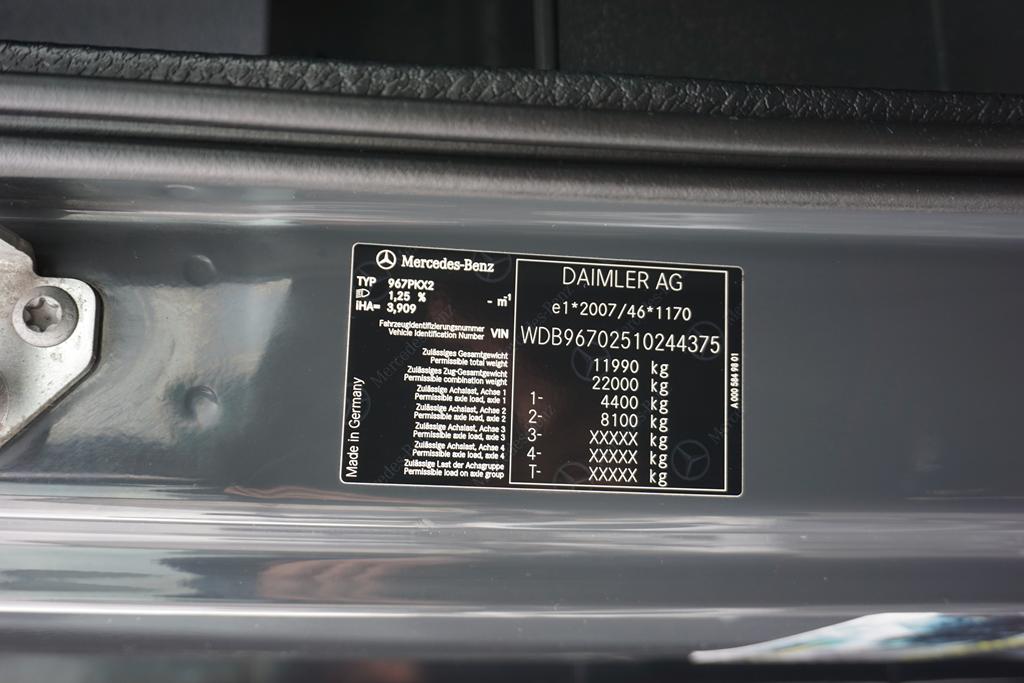 Mercedes-Benz
TYP 967PKX2
1,25 % - m⁻¹
iHA= 3,909
DAIMLER AG
e1*2007/46*1170
Fahrzeugidentifizierungsnummer
Vehicle Identification Number VIN WDB96702510244375
Zulässiges Gesamtgewicht
Permissible total weight 11990 kg
Zulässiges Zug-Gesamtgewicht
Permissible combination weight 22000 kg
Zulässige Achslast, Achse 1
Permissible axle load, axle 1 1- 4400 kg
Zulässige Achslast, Achse 2
Permissible axle load, axle 2 2- 8100 kg
Zulässige Achslast, Achse 3
Permissible axle load, axle 3 3- XXXXX kg
Zulässige Achslast, Achse 4
Permissible axle load, axle 4 4- XXXXX kg
Zulässige Last der Achsgruppe
Permissible load on axle group T- XXXXX kg
Made in Germany
A 000 584 98 01